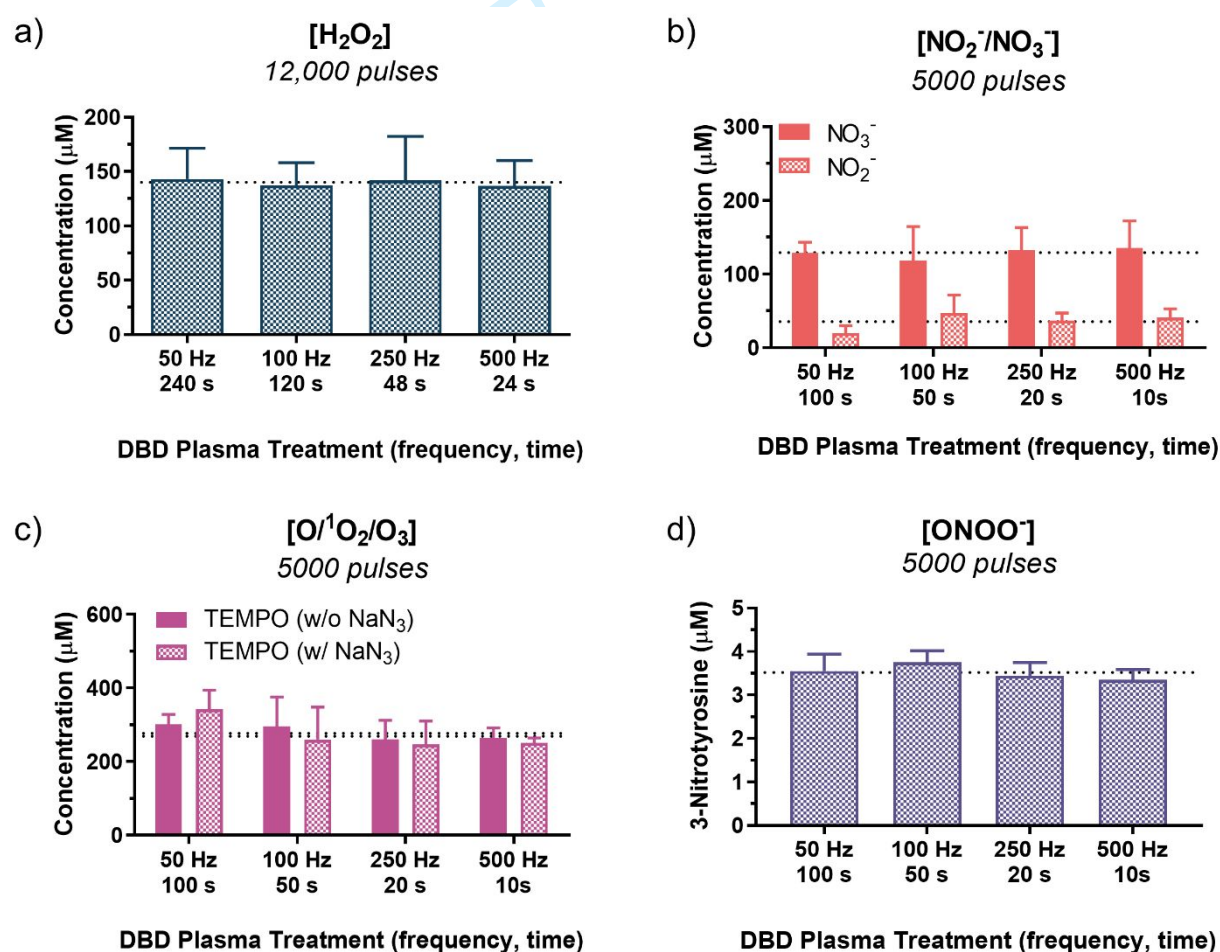 a)
[H₂O₂]
12,000 pulses
Concentration (μM)
200
150
100
50
0
50 Hz
240 s
100 Hz
120 s
250 Hz
48 s
500 Hz
24 s
DBD Plasma Treatment (frequency, time)
b)
[NO₂⁻/NO₃⁻]
5000 pulses
NO₃⁻
NO₂⁻
Concentration (μM)
300
200
100
0
50 Hz
100 s
100 Hz
50 s
250 Hz
20 s
500 Hz
10s
DBD Plasma Treatment (frequency, time)
c)
[O/¹O₂/O₃]
5000 pulses
TEMPO (w/o NaN₃)
TEMPO (w/ NaN₃)
Concentration (μM)
600
400
200
0
50 Hz
100 s
100 Hz
50 s
250 Hz
20 s
500 Hz
10s
DBD Plasma Treatment (frequency, time)
d)
[ONOO⁻]
5000 pulses
3-Nitrotyrosine (μM)
5
4
3
2
1
0
50 Hz
100 s
100 Hz
50 s
250 Hz
20 s
500 Hz
10s
DBD Plasma Treatment (frequency, time)